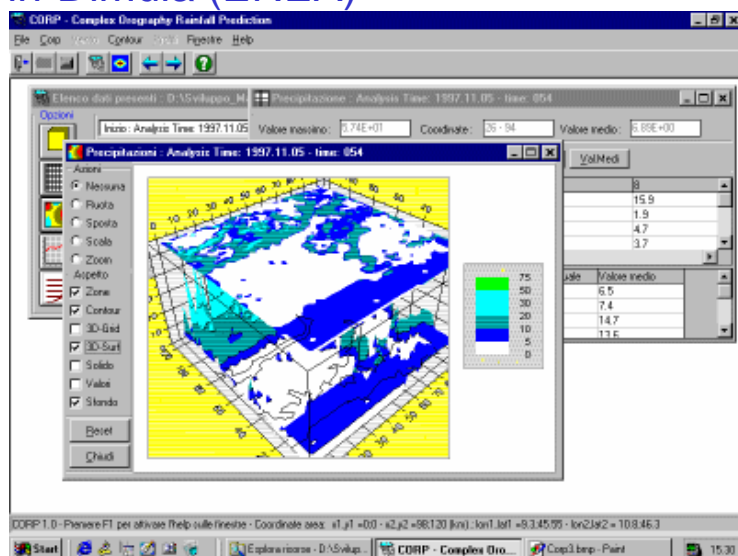 CORP - Complex Orography Rainfall Prediction
File Corp Contour Finestre Help
Elenco dati presenti : D:\Sviluppo_M
Precipitazione : Analysis Time: 1997.11.05 - time: 054
Opzioni
Inizio : Analysis Time: 1997.11.05
Valore massimo : 5.74E+01 Coordinate : 26 - 94 Valore medio : 6.89E+00
Precipitazioni : Analysis Time: 1997.11.05 - time: 054
ValMedi
Azioni
Nessuna
Ruota
Sposta
Scala
Zoom
Aspetto
Zone
Contour
3D-Grid
3D-Surf
Solido
Valori
Sfondo
Reset
Chiudi
75
50
30
20
10
5
0
8
15.9
1.9
4.7
3.7
uale Valore medio
6.5
7.4
14.7
13.6
CORP 1.0 - Premere F1 per attivare l'help sulle finestre - Coordinate area: x1,y1 =0;0 - x2,y2 =98;120 (km) ; lon1,lat1 =9.3;45.55 - lon2,lat2 = 10.8;46.3
Start Esplora risorse - D:\Svilup... CORP - Complex Oro... Corp3.bmp - Paint 15.30